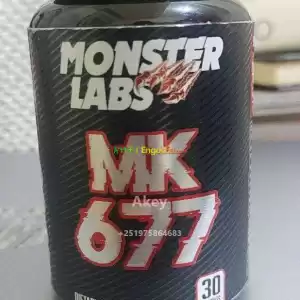 MONSTER
LABS
MK
Akey
677
+251975864683
30